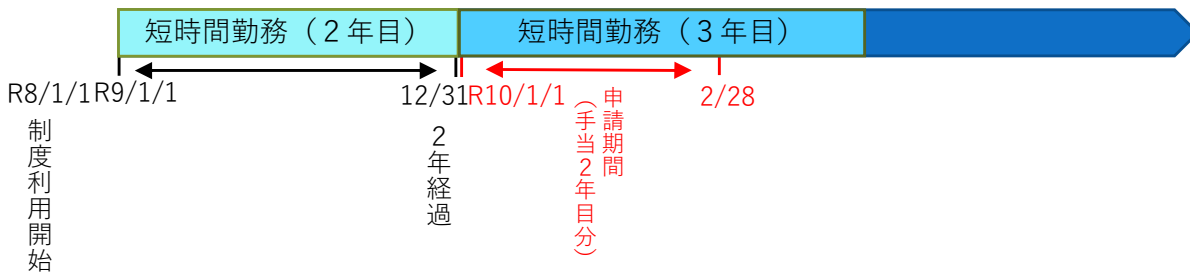 短時間勤務（２年目）
短時間勤務（３年目）
R8/1/1
R9/1/1
12/31
R10/1/1
2/28
制度利用開始
２年経過
申請期間
（手当２年目分）